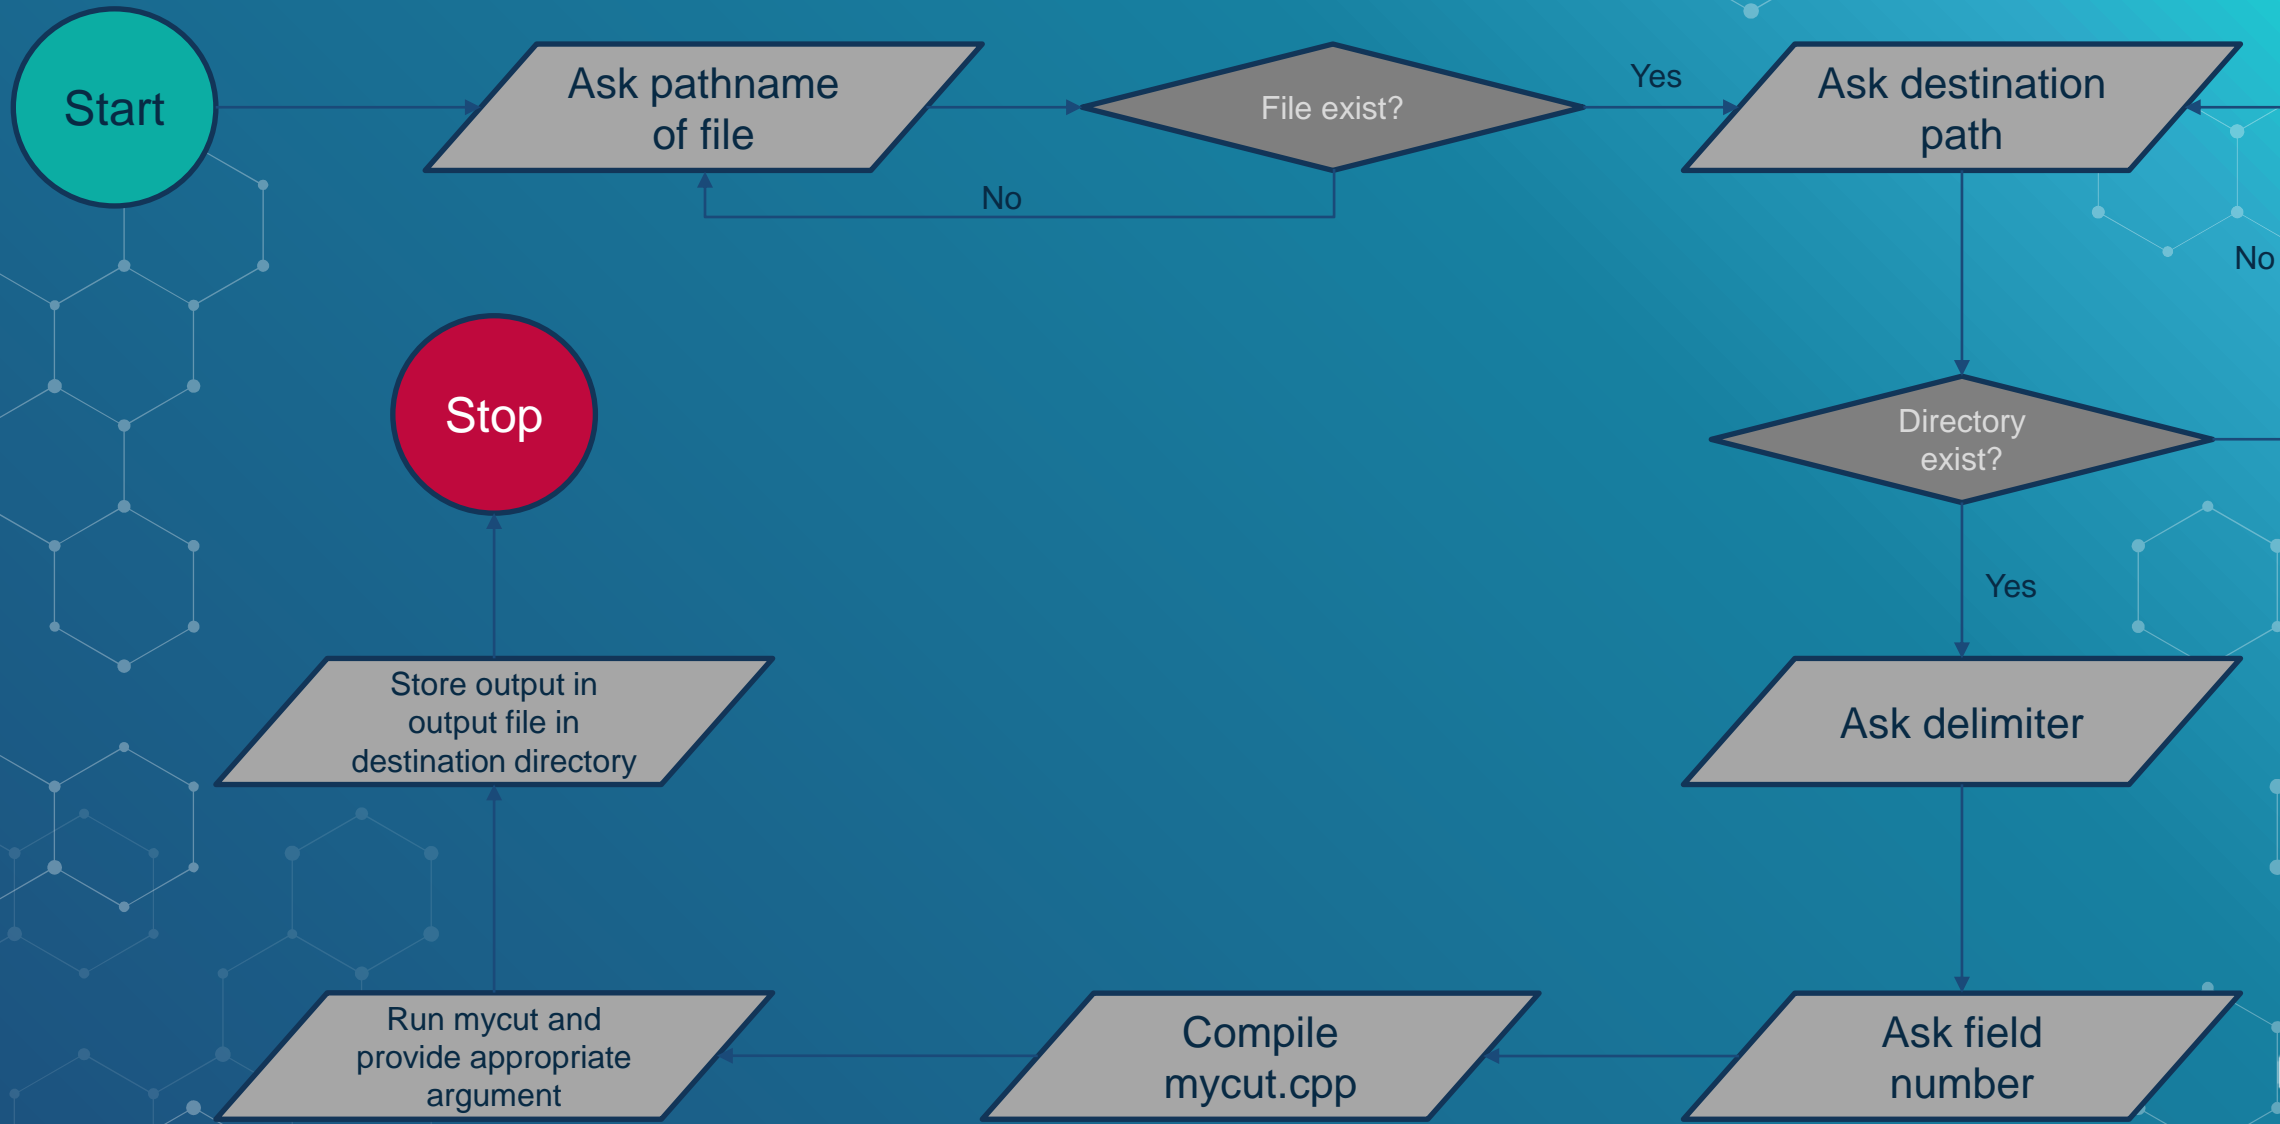 Start
Ask pathname
of file
File exist?
Yes
Ask destination
path
No
No
Directory
exist?
Yes
Ask delimiter
Ask field
number
Compile
mycut.cpp
Run mycut and
provide appropriate
argument
Store output in
output file in
destination directory
Stop